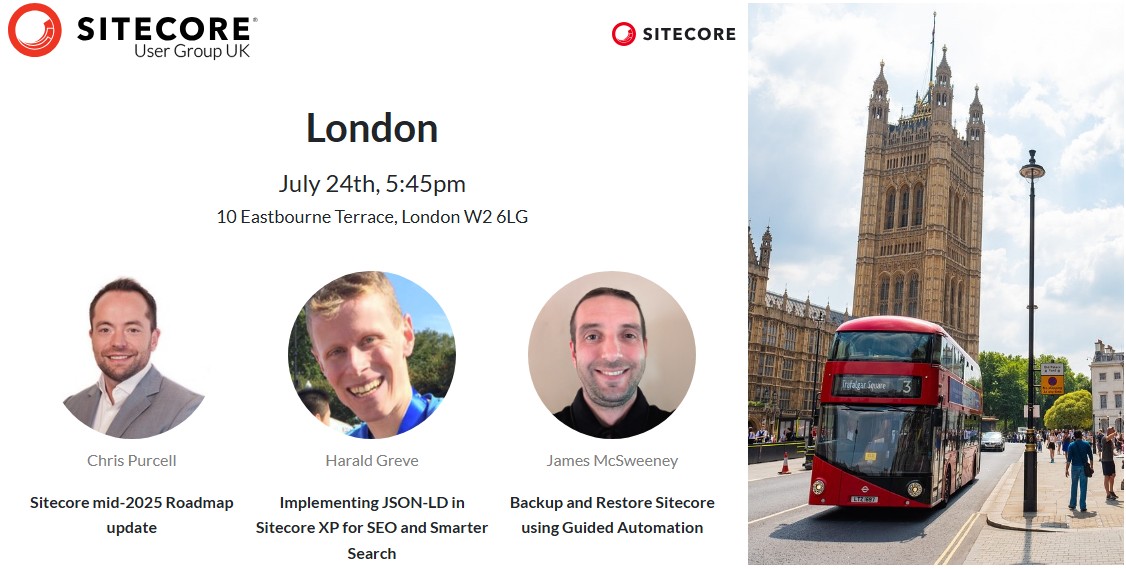 SITECORE®
User Group UK
SITECORE
London
July 24th, 5:45pm
10 Eastbourne Terrace, London W2 6LG
Chris Purcell
Harald Greve
James McSweeney
Sitecore mid-2025 Roadmap
update
Implementing JSON-LD in
Sitecore XP for SEO and Smarter
Search
Backup and Restore Sitecore
using Guided Automation
Trafalgar Square 3